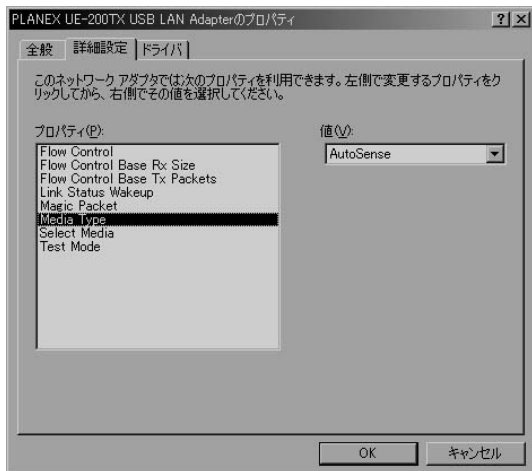 PLANEX UE-200TX USB LAN Adapterのプロパティ
全般 詳細設定 ドライバ
このネットワーク アダプタでは次のプロパティを利用できます。左側で変更するプロパティをク
リックしてから、右側でその値を選択してください。
プロパティ(P):
値(V):
Flow Control
AutoSense
Flow Control Base Rx Size
Flow Control Base Tx Packets
Link Status Wakeup
Magic Packet
Media Type
Select Media
Test Mode
OK キャンセル